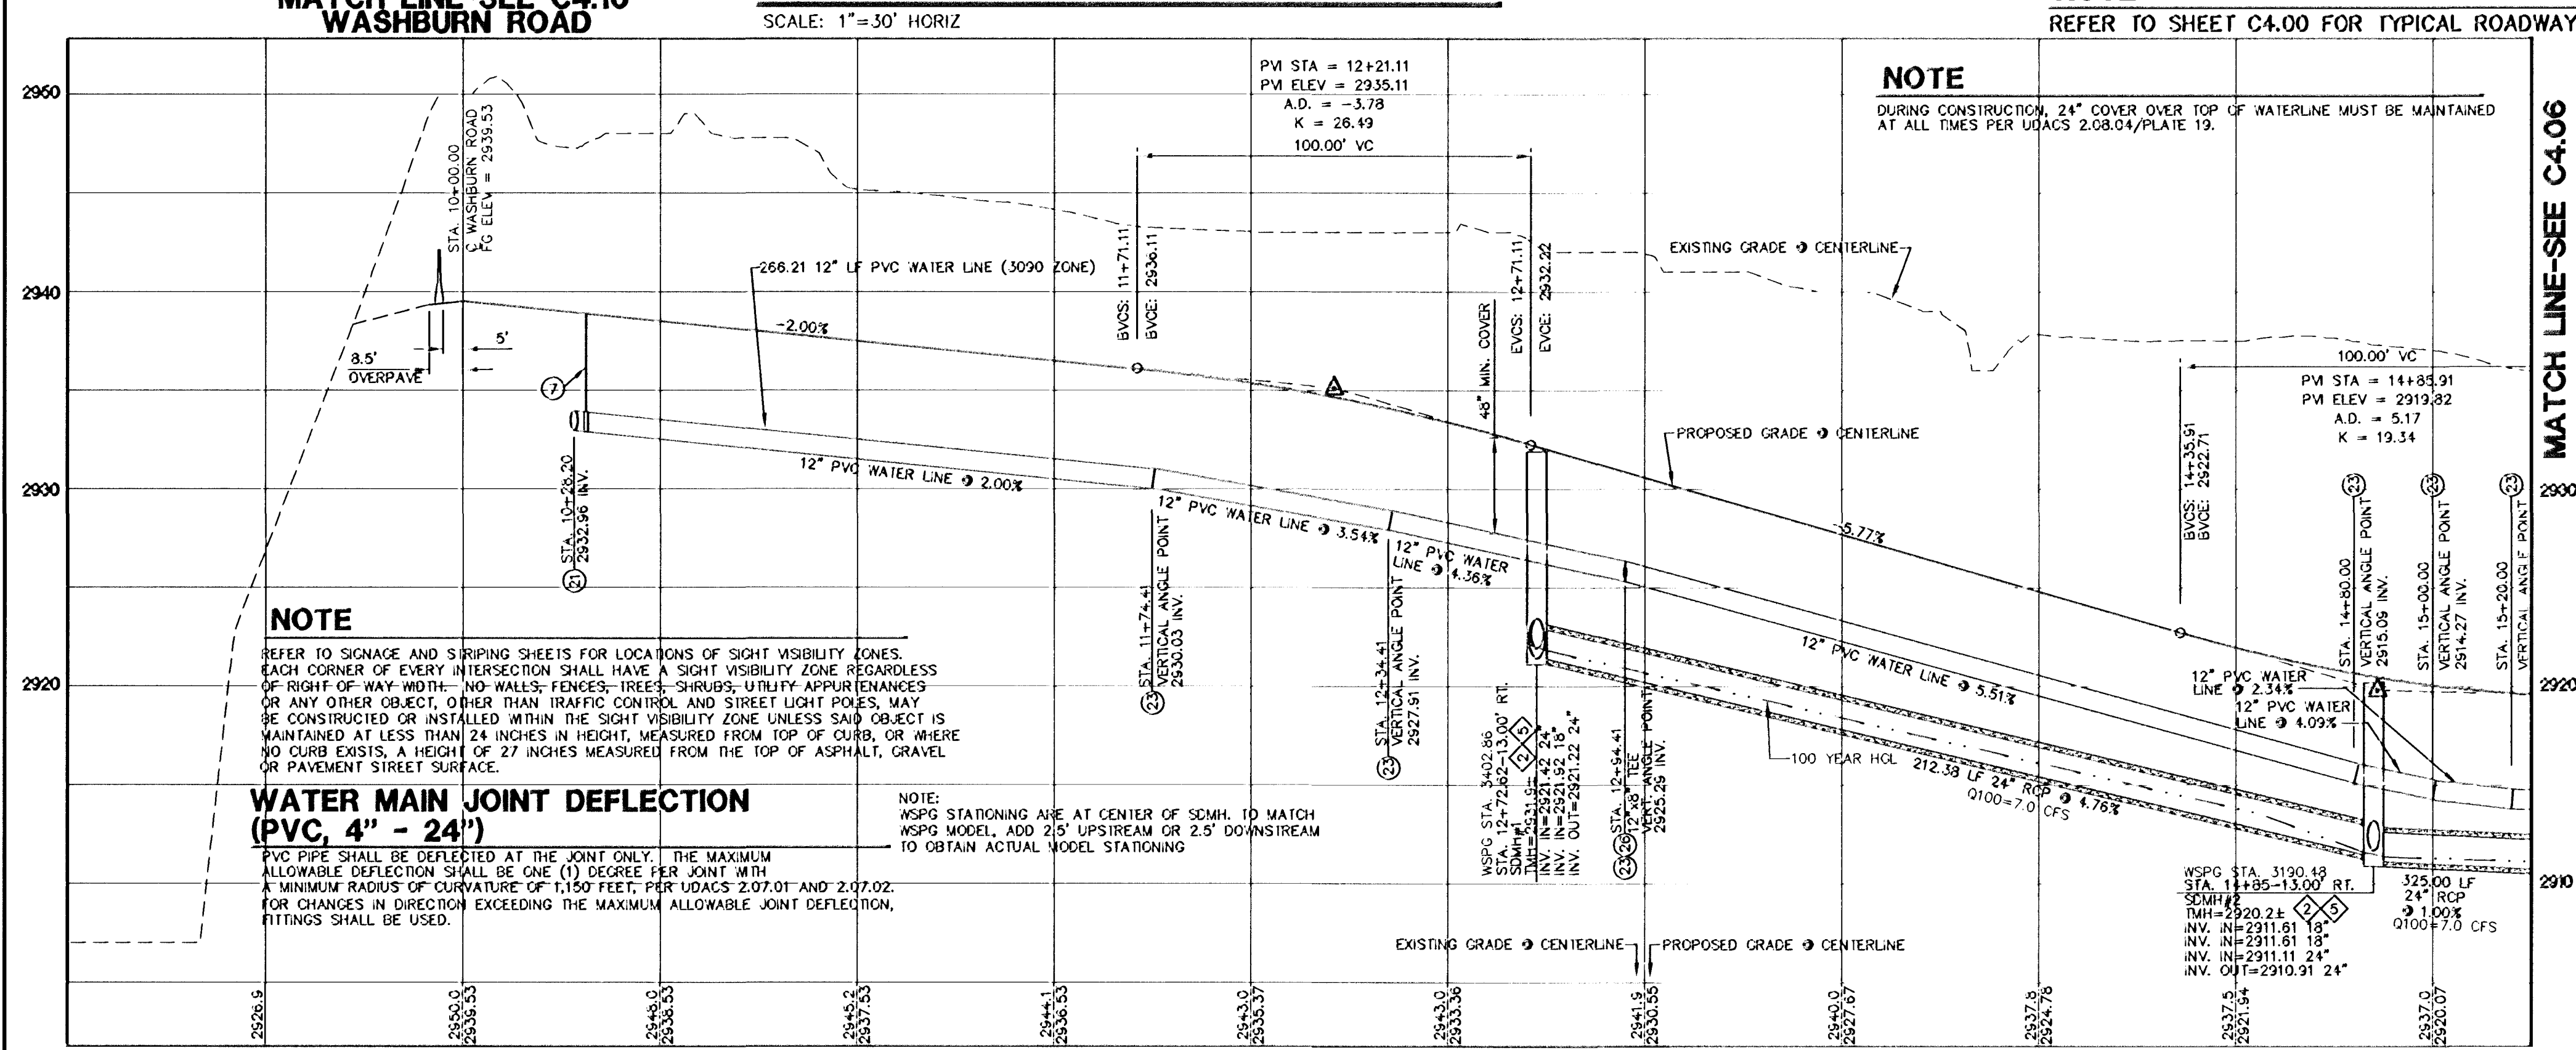 MATCH LINE-SEE C4.10
WASHBURN ROAD
SCALE: 1"=30' HORIZ
REFER TO SHEET C4.00 FOR TYPICAL ROADWAY
2950
2940
2930
2920
STA. 10+00.00
℄ WASHBURN ROAD
FG ELEV = 2939.53
8.5'
OVERPAVE
5'
7
266.21 12" LF PVC WATER LINE (3090 ZONE)
-2.00%
12" PVC WATER LINE @ 2.00%
21
STA. 10+28.20
2932.96 INV.
PVI STA = 12+21.11
PVI ELEV = 2935.11
A.D. = -3.78
K = 26.49
100.00' VC
BVCS: 11+71.11
BVCE: 2936.11
EVCS: 12+71.11
EVCE: 2932.22
48" MIN. COVER
12" PVC WATER LINE @ 3.54%
12" PVC WATER
LINE @ 4.36%
23
STA. 11+74.41
VERTICAL ANGLE POINT
2930.03 INV.
23
STA. 12+34.41
VERTICAL ANGLE POINT
2927.91 INV.
NOTE
DURING CONSTRUCTION, 24" COVER OVER TOP OF WATERLINE MUST BE MAINTAINED
AT ALL TIMES PER UDACS 2.08.04/PLATE 19.
EXISTING GRADE @ CENTERLINE
PROPOSED GRADE @ CENTERLINE
-5.77%
12" PVC WATER LINE @ 5.51%
100 YEAR HGL
212.38 LF 24" RCP @ 4.76%
Q100=7.0 CFS
WSPG STA. 3402.86
STA. 12+72.62-13.00' RT.
SDMH#1
TMH=2931.9±
INV. IN=2921.42 24"
INV. IN=2921.92 18"
INV. OUT=2921.22 24"
2
5
23
26
STA. 12+94.41
12"x8" TEE
VERT. ANGLE POINT
2925.29 INV.
100.00' VC
PVI STA = 14+85.91
PVI ELEV = 2919.82
A.D. = 5.17
K = 19.34
BVCS: 14+35.91
BVCE: 2922.71
23
STA. 14+80.00
VERTICAL ANGLE POINT
2915.09 INV.
23
STA. 15+00.00
VERTICAL ANGLE POINT
2914.27 INV.
23
STA. 15+20.00
VERTICAL ANGLE POINT
12" PVC WATER
LINE @ 2.34%
12" PVC WATER
LINE @ 4.09%
WSPG STA. 3190.48
STA. 14+85-13.00' RT.
SDMH#2
TMH=2920.2±
INV. IN=2911.61 18"
INV. IN=2911.61 18"
INV. IN=2911.11 24"
INV. OUT=2910.91 24"
2
5
325.00 LF
24" RCP
@ 1.00%
Q100=7.0 CFS
2930
2920
2910
MATCH LINE-SEE C4.06
NOTE
REFER TO SIGNAGE AND STRIPING SHEETS FOR LOCATIONS OF SIGHT VISIBILITY ZONES.
EACH CORNER OF EVERY INTERSECTION SHALL HAVE A SIGHT VISIBILITY ZONE REGARDLESS
OF RIGHT OF WAY WIDTH. NO WALLS, FENCES, TREES, SHRUBS, UTILITY APPURTENANCES
OR ANY OTHER OBJECT, OTHER THAN TRAFFIC CONTROL AND STREET LIGHT POLES, MAY
BE CONSTRUCTED OR INSTALLED WITHIN THE SIGHT VISIBILITY ZONE UNLESS SAID OBJECT IS
MAINTAINED AT LESS THAN 24 INCHES IN HEIGHT, MEASURED FROM TOP OF CURB, OR WHERE
NO CURB EXISTS, A HEIGHT OF 27 INCHES MEASURED FROM THE TOP OF ASPHALT, GRAVEL
OR PAVEMENT STREET SURFACE.
WATER MAIN JOINT DEFLECTION
(PVC, 4" - 24")
PVC PIPE SHALL BE DEFLECTED AT THE JOINT ONLY. THE MAXIMUM
ALLOWABLE DEFLECTION SHALL BE ONE (1) DEGREE PER JOINT WITH
A MINIMUM RADIUS OF CURVATURE OF 1,150 FEET, PER UDACS 2.07.01 AND 2.07.02.
FOR CHANGES IN DIRECTION EXCEEDING THE MAXIMUM ALLOWABLE JOINT DEFLECTION,
FITTINGS SHALL BE USED.
NOTE:
WSPG STATIONING ARE AT CENTER OF SDMH. TO MATCH
WSPG MODEL, ADD 2.5' UPSTREAM OR 2.5' DOWNSTREAM
TO OBTAIN ACTUAL MODEL STATIONING
EXISTING GRADE @ CENTERLINE
PROPOSED GRADE @ CENTERLINE
2926.9
2950.0
2939.53
2948.0
2938.53
2945.2
2937.53
2944.1
2936.53
2943.0
2935.37
2943.0
2933.36
2941.9
2930.55
2940.0
2927.67
2937.8
2924.78
2937.5
2921.94
2937.0
2920.07